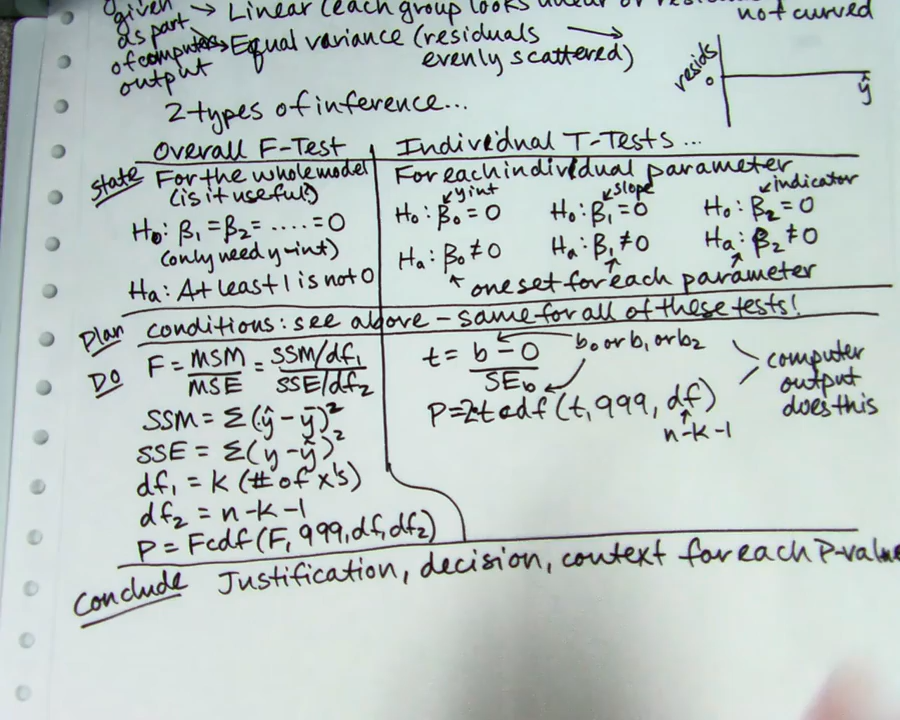 given → Linear (each group looks
not curved
as part
of computer
output
→ Equal variance (residuals
evenly scattered)
resids
0
ŷ
2 types of inference...
Overall F-Test
Individual T-Tests...
State
For the whole model
(is it useful?)
H₀: β₁ = β₂ = ..... = 0
(only need y-int)
Ha: At least 1 is not 0
For each individual parameter
y int
slope
indicator
H₀: β₀ = 0
H₀: β₁ = 0
H₀: β₂ = 0
Ha: β₀ ≠ 0
Ha: β₁ ≠ 0
Ha: β₂ ≠ 0
one set for each parameter
Plan conditions: see above - same for all of these tests!
Do
F = MSM/MSE = SSM/df₁ / SSE/df₂
SSM = Σ(ŷ - ȳ)²
SSE = Σ(y - ŷ)²
df₁ = k (# of x's)
df₂ = n-k-1
P = Fcdf(F, 999, df₁, df₂)
t = b - 0 / SE_b
b₀ or b₁ or b₂
P = 2tcdf(t, 999, df)
n-k-1
computer
output
does this
Conclude Justification, decision, context for each P-value